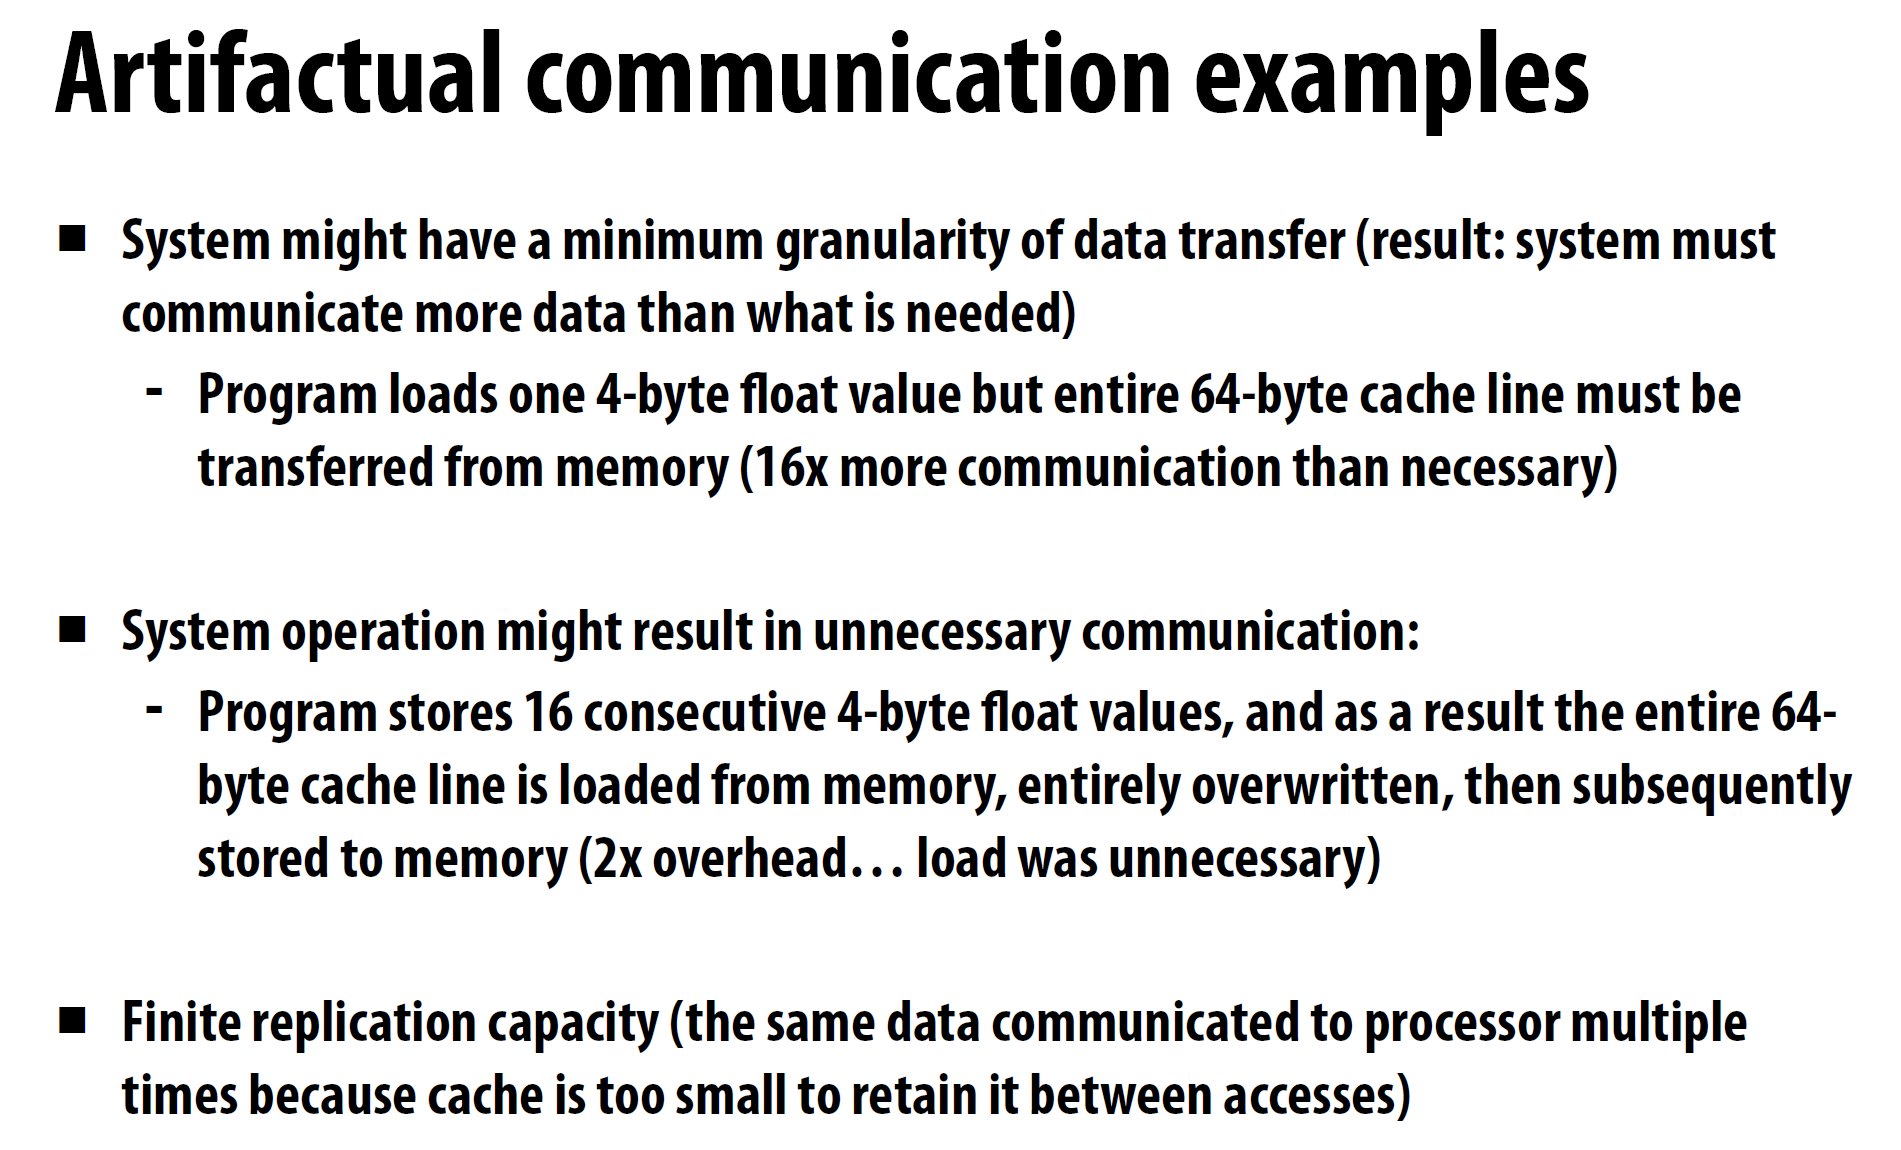 Artifactual communication examples
■ System might have a minimum granularity of data transfer (result: system must
communicate more data than what is needed)
- Program loads one 4-byte float value but entire 64-byte cache line must be
transferred from memory (16x more communication than necessary)
■ System operation might result in unnecessary communication:
- Program stores 16 consecutive 4-byte float values, and as a result the entire 64-
byte cache line is loaded from memory, entirely overwritten, then subsequently
stored to memory (2x overhead... load was unnecessary)
■ Finite replication capacity (the same data communicated to processor multiple
times because cache is too small to retain it between accesses)